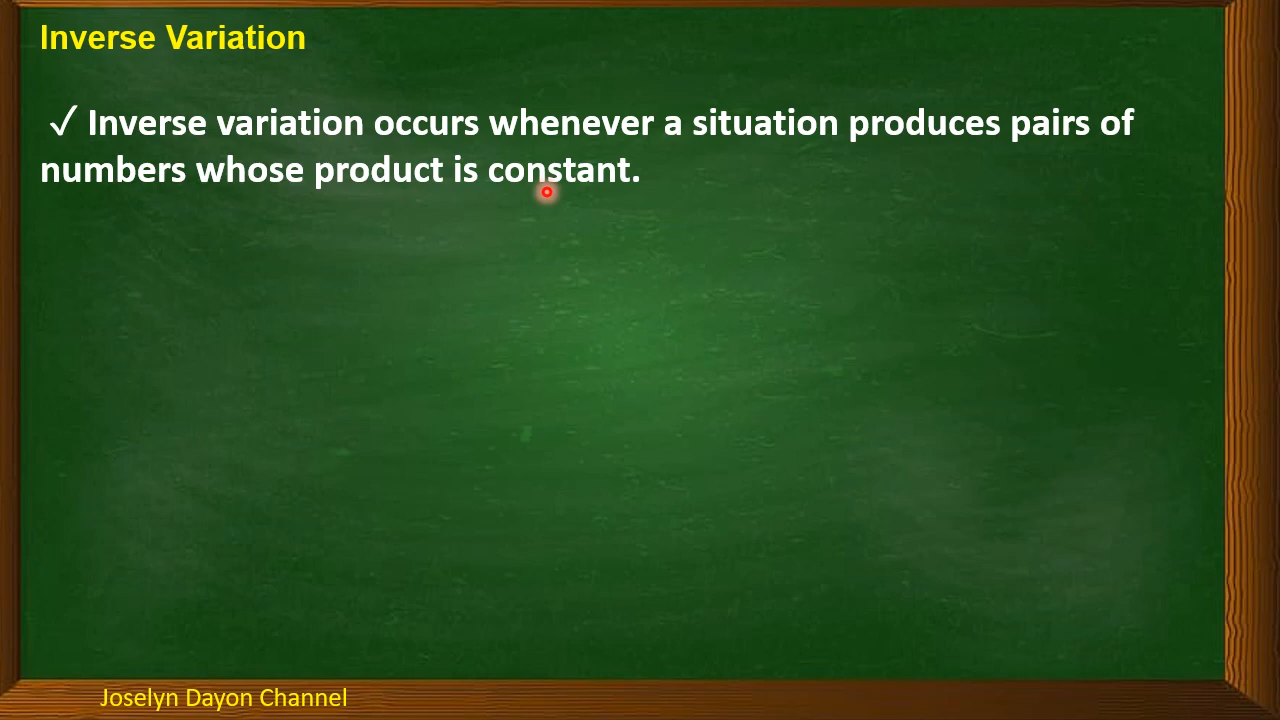 Inverse Variation
✓ Inverse variation occurs whenever a situation produces pairs of
numbers whose product is constant.
Joselyn Dayon Channel